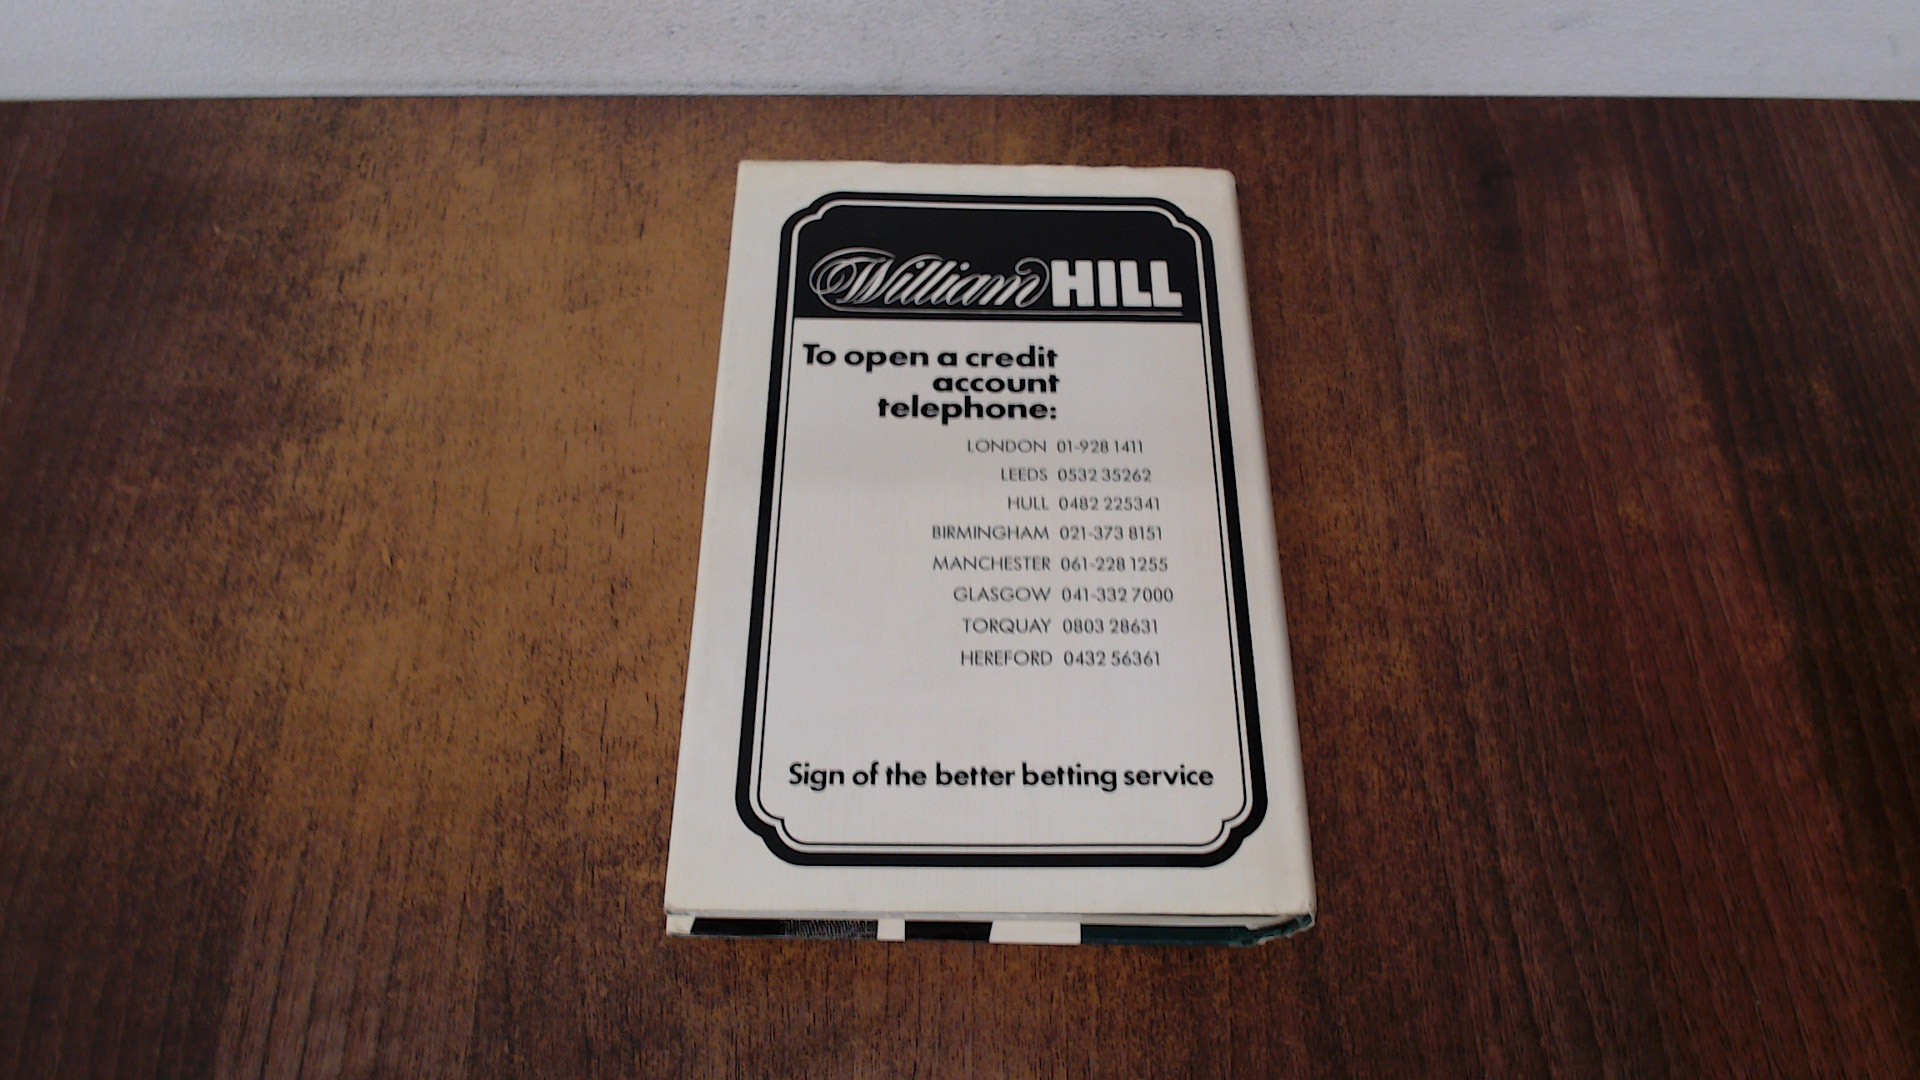 William HILL
To open a credit
account
telephone:
LONDON 01-928 1411
LEEDS 0532 35262
HULL 0482 225341
BIRMINGHAM 021-373 8151
MANCHESTER 061-228 1255
GLASGOW 041-332 7000
TORQUAY 0803 28631
HEREFORD 0432 56361
Sign of the better betting service